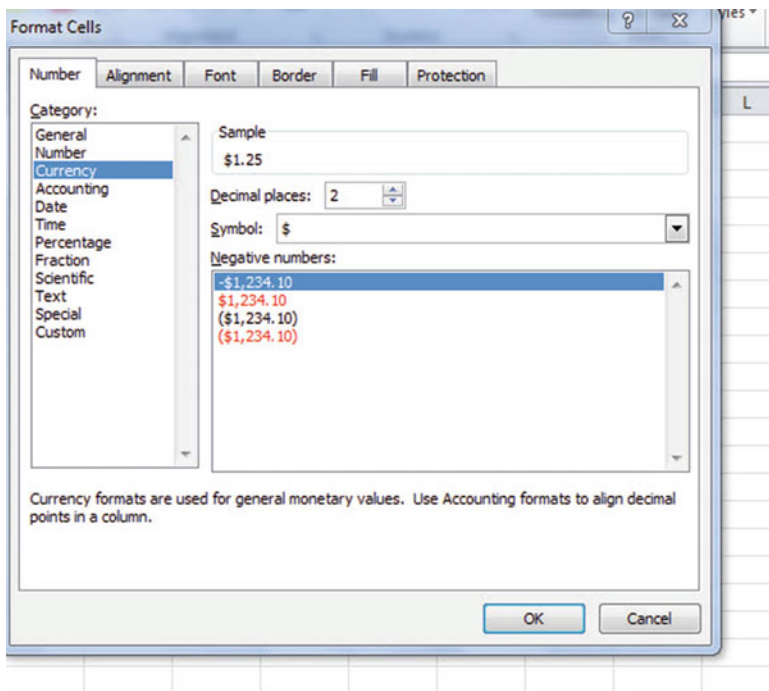 Format Cells
yles
Number Alignment Font Border Fill Protection
L
Category:
General
Number
Currency
Accounting
Date
Time
Percentage
Fraction
Scientific
Text
Special
Custom
Sample
$1.25
Decimal places: 2
Symbol: $
Negative numbers:
-$1,234.10
$1,234.10
($1,234.10)
($1,234.10)
Currency formats are used for general monetary values. Use Accounting formats to align decimal
points in a column.
OK Cancel